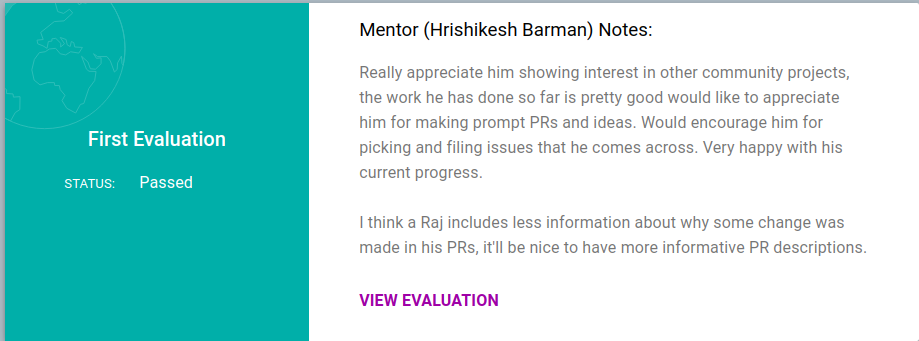 First Evaluation
STATUS: Passed
Mentor (Hrishikesh Barman) Notes:
Really appreciate him showing interest in other community projects,
the work he has done so far is pretty good would like to appreciate
him for making prompt PRs and ideas. Would encourage him for
picking and filing issues that he comes across. Very happy with his
current progress.
I think a Raj includes less information about why some change was
made in his PRs, it'll be nice to have more informative PR descriptions.
VIEW EVALUATION